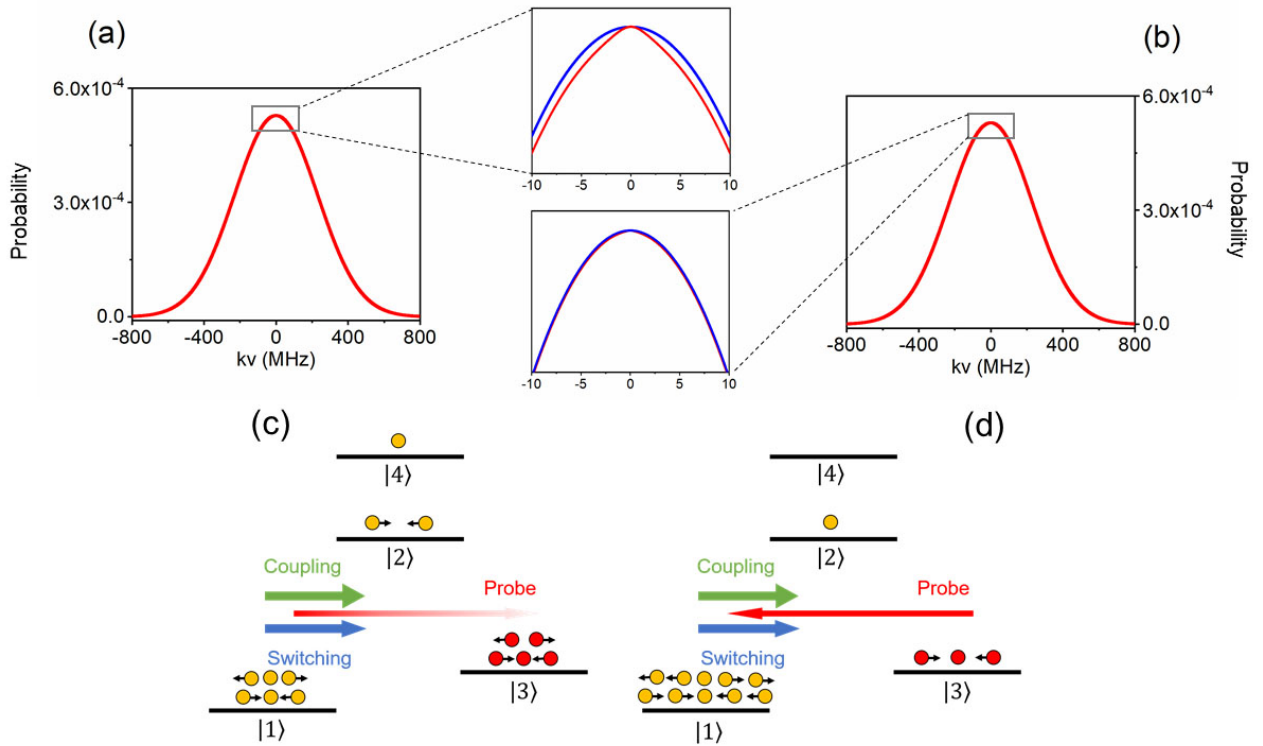 (a)
Probability
6.0x10⁻⁴
3.0x10⁻⁴
0.0
-800 -400 0 400 800
kv (MHz)
-10 -5 0 5 10
-10 -5 0 5 10
(b)
6.0x10⁻⁴
3.0x10⁻⁴
0.0
Probability
-800 -400 0 400 800
kv (MHz)
(c)
|4⟩
|2⟩
Coupling
Probe
Switching
|3⟩
|1⟩
(d)
|4⟩
|2⟩
Coupling
Probe
Switching
|3⟩
|1⟩